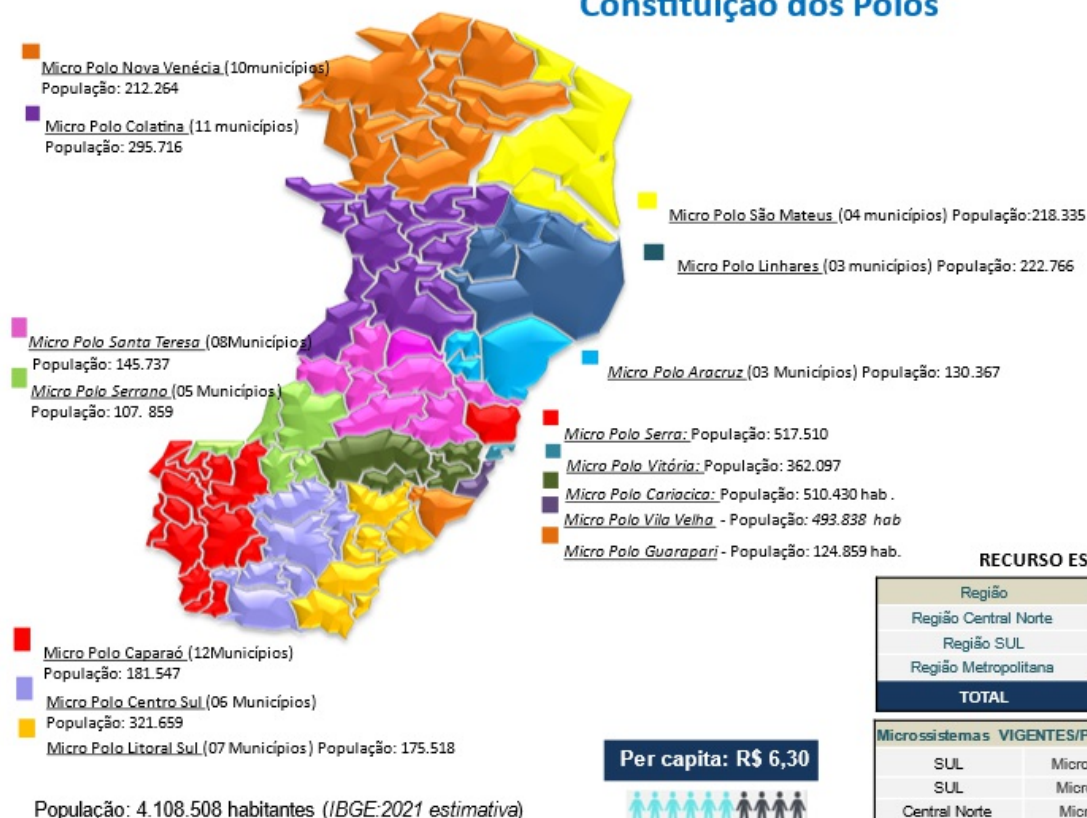 Constituição dos Polos
Micro Polo Nova Venécia (10municípios)
População: 212.264
Micro Polo Colatina (11 municípios)
População: 295.716
Micro Polo São Mateus (04 municípios) População:218.335
Micro Polo Linhares (03 municípios) População: 222.766
Micro Polo Santa Teresa (08Municípios)
População: 145.737
Micro Polo Serrano (05 Municípios)
População: 107. 859
Micro Polo Aracruz (03 Municípios) População: 130.367
Micro Polo Serra: População: 517.510
Micro Polo Vitória: População: 362.097
Micro Polo Cariacica: População: 510.430 hab .
Micro Polo Vila Velha - População: 493.838 hab
Micro Polo Guarapari - População: 124.859 hab.
Micro Polo Caparaó (12Municípios)
População: 181.547
Micro Polo Centro Sul (06 Municípios)
População: 321.659
Micro Polo Litoral Sul (07 Municípios) População: 175.518
População: 4.108.508 habitantes (IBGE:2021 estimativa)
Per capita: R$ 6,30
RECURSO ES
Região
Região Central Norte
Região SUL
Região Metropolitana
TOTAL
Microssistemas VIGENTES/P
SUL Micro
SUL Micr
Central Norte Mic